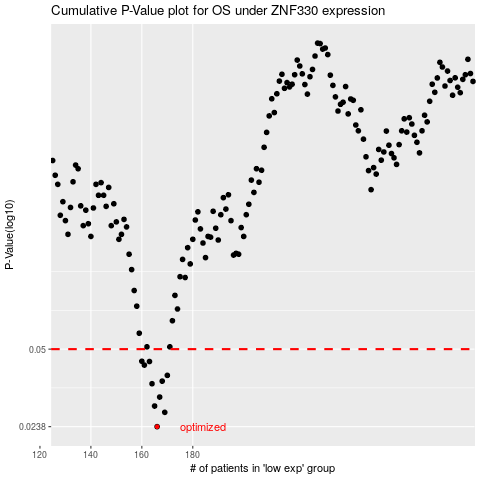 Cumulative P-Value plot for OS under ZNF330 expression
P-Value(log10)
0.05
0.0238
optimized
120 140 160 180
# of patients in 'low exp' group